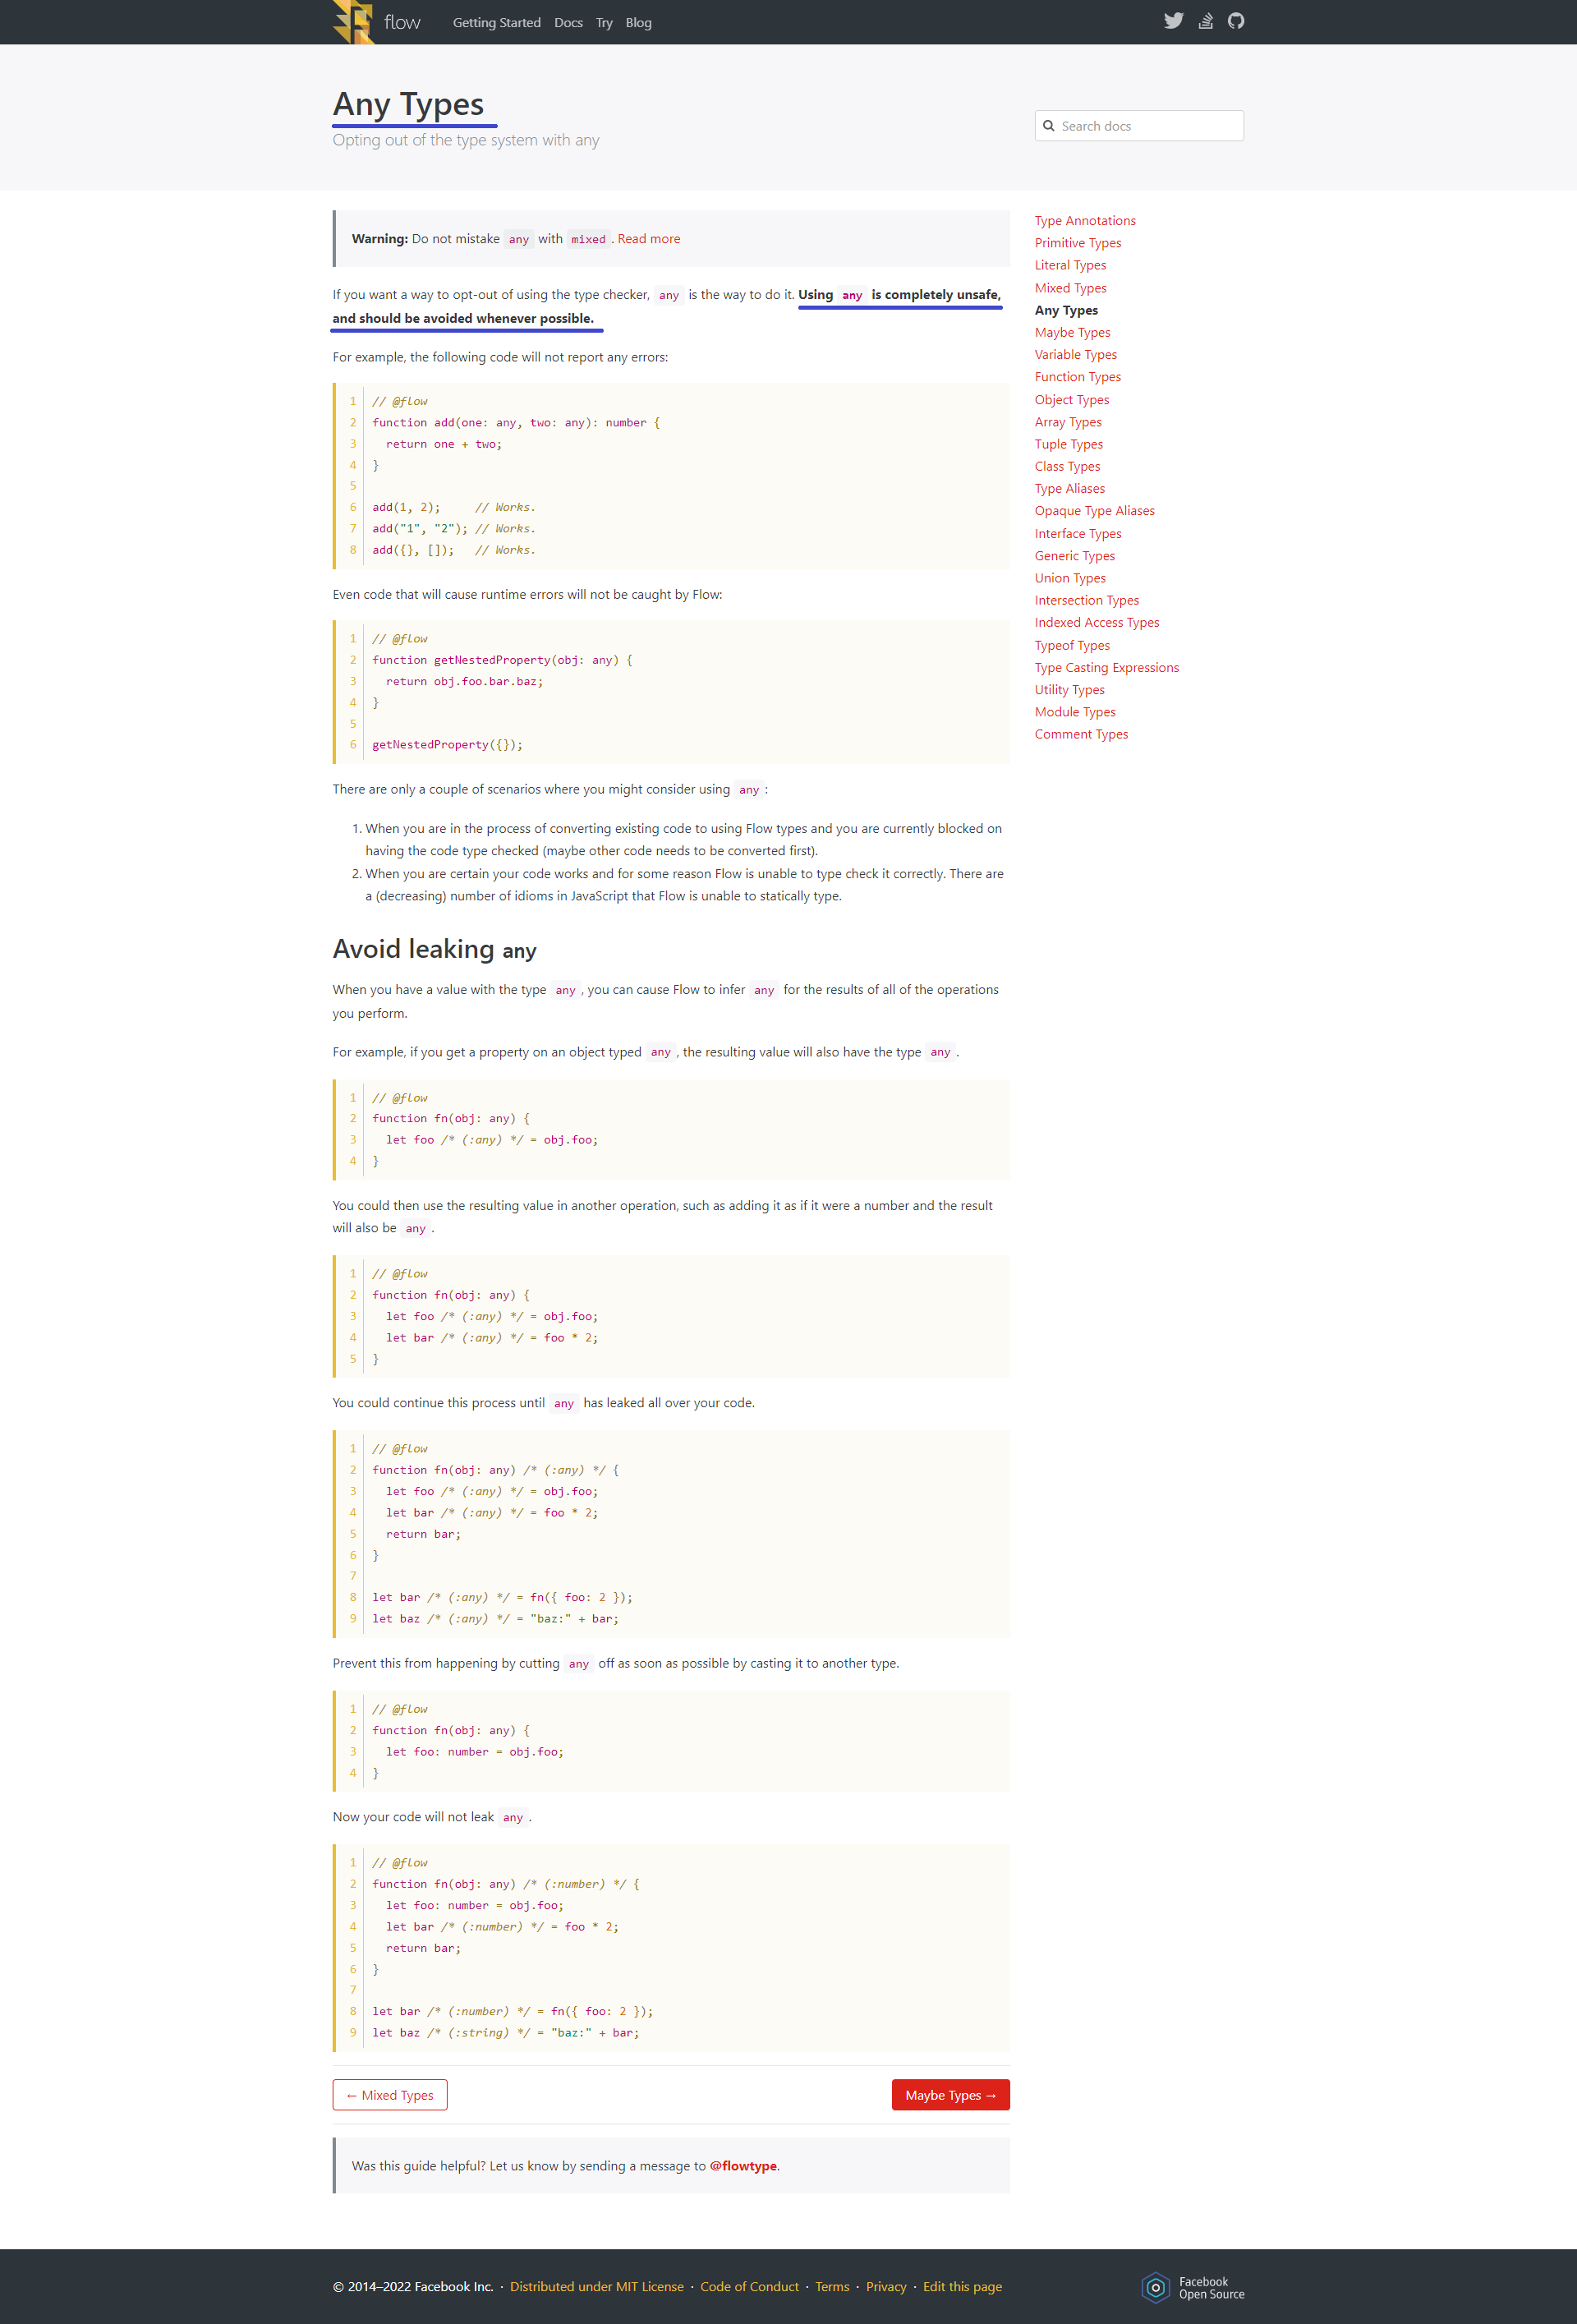 flow
Getting Started Docs Try Blog
Any Types
Opting out of the type system with any
Search docs
Warning: Do not mistake any with mixed. Read more
If you want a way to opt-out of using the type checker, any is the way to do it. Using any is completely unsafe,
and should be avoided whenever possible.
For example, the following code will not report any errors:
1 // @flow
2 function add(one: any, two: any): number {
3   return one + two;
4 }
5
6 add(1, 2);     // Works.
7 add("1", "2"); // Works.
8 add({}, []);   // Works.
Even code that will cause runtime errors will not be caught by Flow:
1 // @flow
2 function getNestedProperty(obj: any) {
3   return obj.foo.bar.baz;
4 }
5
6 getNestedProperty({});
There are only a couple of scenarios where you might consider using any:
1. When you are in the process of converting existing code to using Flow types and you are currently blocked on
having the code type checked (maybe other code needs to be converted first).
2. When you are certain your code works and for some reason Flow is unable to type check it correctly. There are
a (decreasing) number of idioms in JavaScript that Flow is unable to statically type.
Avoid leaking any
When you have a value with the type any, you can cause Flow to infer any for the results of all of the operations
you perform.
For example, if you get a property on an object typed any, the resulting value will also have the type any.
1 // @flow
2 function fn(obj: any) {
3   let foo /* (:any) */ = obj.foo;
4 }
You could then use the resulting value in another operation, such as adding it as if it were a number and the result
will also be any.
1 // @flow
2 function fn(obj: any) {
3   let foo /* (:any) */ = obj.foo;
4   let bar /* (:any) */ = foo * 2;
5 }
You could continue this process until any has leaked all over your code.
1 // @flow
2 function fn(obj: any) /* (:any) */ {
3   let foo /* (:any) */ = obj.foo;
4   let bar /* (:any) */ = foo * 2;
5   return bar;
6 }
7
8 let bar /* (:any) */ = fn({ foo: 2 });
9 let baz /* (:any) */ = "baz:" + bar;
Prevent this from happening by cutting any off as soon as possible by casting it to another type.
1 // @flow
2 function fn(obj: any) {
3   let foo: number = obj.foo;
4 }
Now your code will not leak any.
1 // @flow
2 function fn(obj: any) /* (:number) */ {
3   let foo: number = obj.foo;
4   let bar /* (:number) */ = foo * 2;
5   return bar;
6 }
7
8 let bar /* (:number) */ = fn({ foo: 2 });
9 let baz /* (:string) */ = "baz:" + bar;
← Mixed Types
Maybe Types →
Was this guide helpful? Let us know by sending a message to @flowtype.
Type Annotations
Primitive Types
Literal Types
Mixed Types
Any Types
Maybe Types
Variable Types
Function Types
Object Types
Array Types
Tuple Types
Class Types
Type Aliases
Opaque Type Aliases
Interface Types
Generic Types
Union Types
Intersection Types
Indexed Access Types
Typeof Types
Type Casting Expressions
Utility Types
Module Types
Comment Types
© 2014–2022 Facebook Inc. · Distributed under MIT License · Code of Conduct · Terms · Privacy · Edit this page
Facebook
Open Source